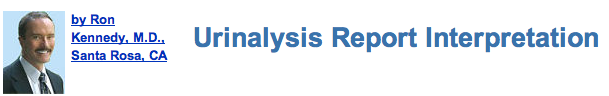 by Ron
Kennedy, M.D.,
Santa Rosa, CA
Urinalysis Report Interpretation